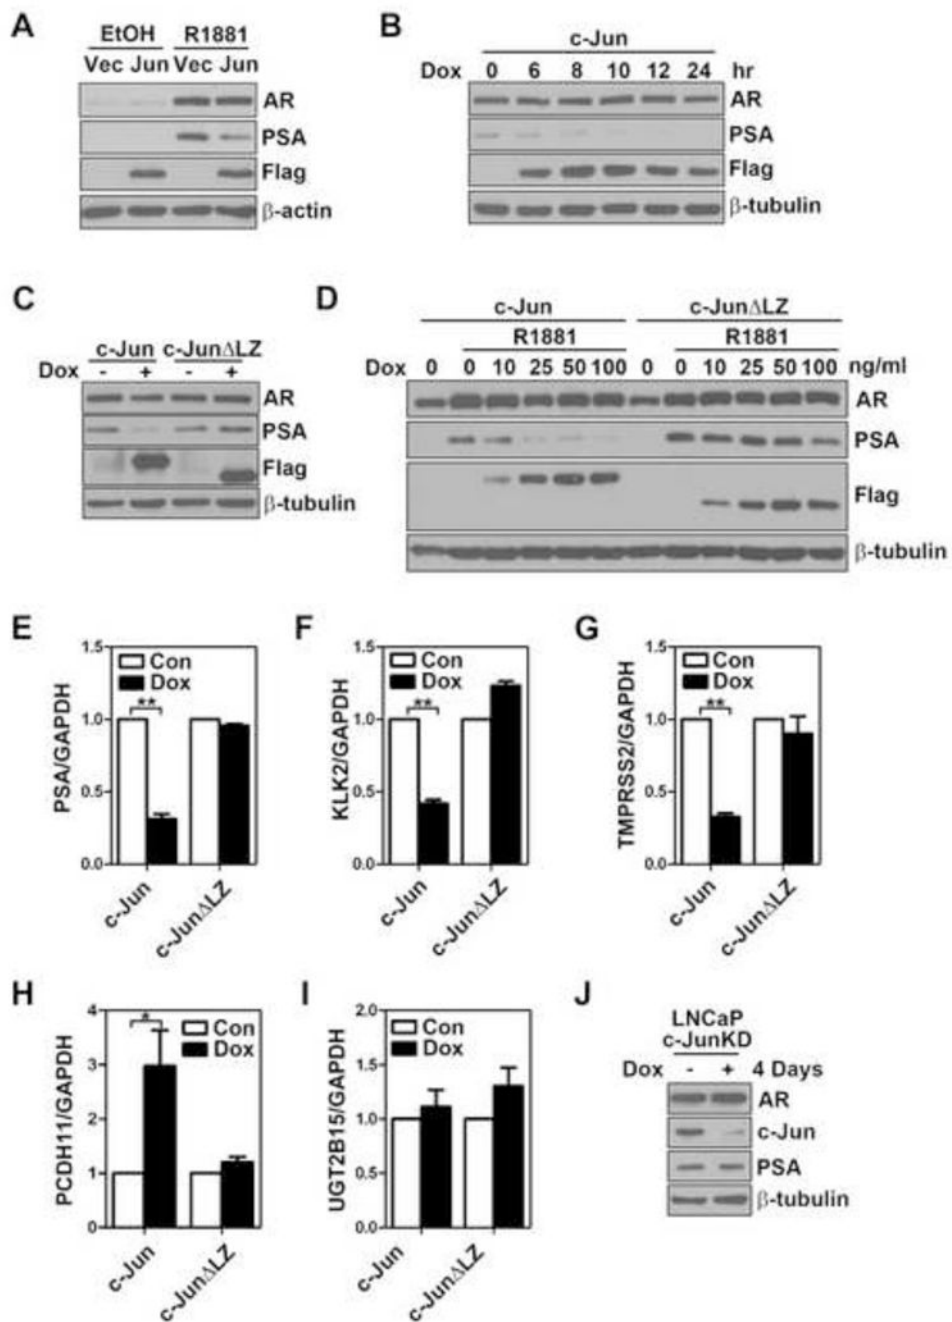 A
EtOH R1881
Vec Jun Vec Jun
AR
PSA
Flag
β-actin
B
c-Jun
Dox 0 6 8 10 12 24 hr
AR
PSA
Flag
β-tubulin
C
c-Jun c-JunΔLZ
Dox - + - +
AR
PSA
Flag
β-tubulin
D
c-Jun c-JunΔLZ
R1881 R1881
Dox 0 0 10 25 50 100 0 0 10 25 50 100 ng/ml
AR
PSA
Flag
β-tubulin
E
PSA/GAPDH
1.5
1.0
0.5
0.0
Con
Dox
**
c-Jun
c-JunΔLZ
F
KLK2/GAPDH
1.5
1.0
0.5
0.0
Con
Dox
**
c-Jun
c-JunΔLZ
G
TMPRSS2/GAPDH
1.5
1.0
0.5
0.0
Con
Dox
**
c-Jun
c-JunΔLZ
H
PCDH11/GAPDH
4
3
2
1
0
Con
Dox
*
c-Jun
c-JunΔLZ
I
UGT2B15/GAPDH
2.0
1.5
1.0
0.5
0.0
Con
Dox
c-Jun
c-JunΔLZ
J
LNCaP
c-JunKD
Dox - + 4 Days
AR
c-Jun
PSA
β-tubulin